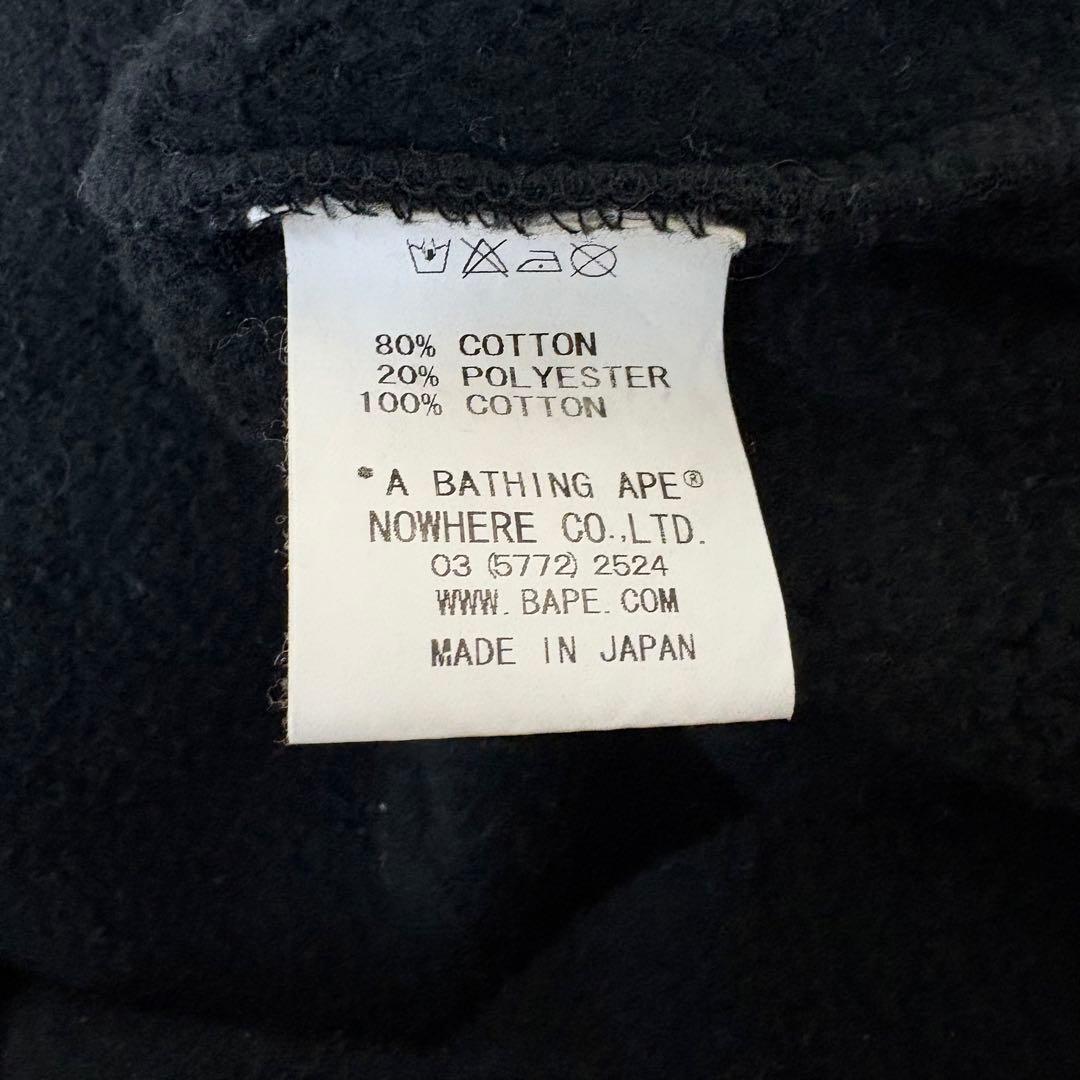 80% COTTON
20% POLYESTER
100% COTTON
*A BATHING APE®
NOWHERE CO.,LTD.
03 (5772) 2524
WWW. BAPE. COM
MADE IN JAPAN